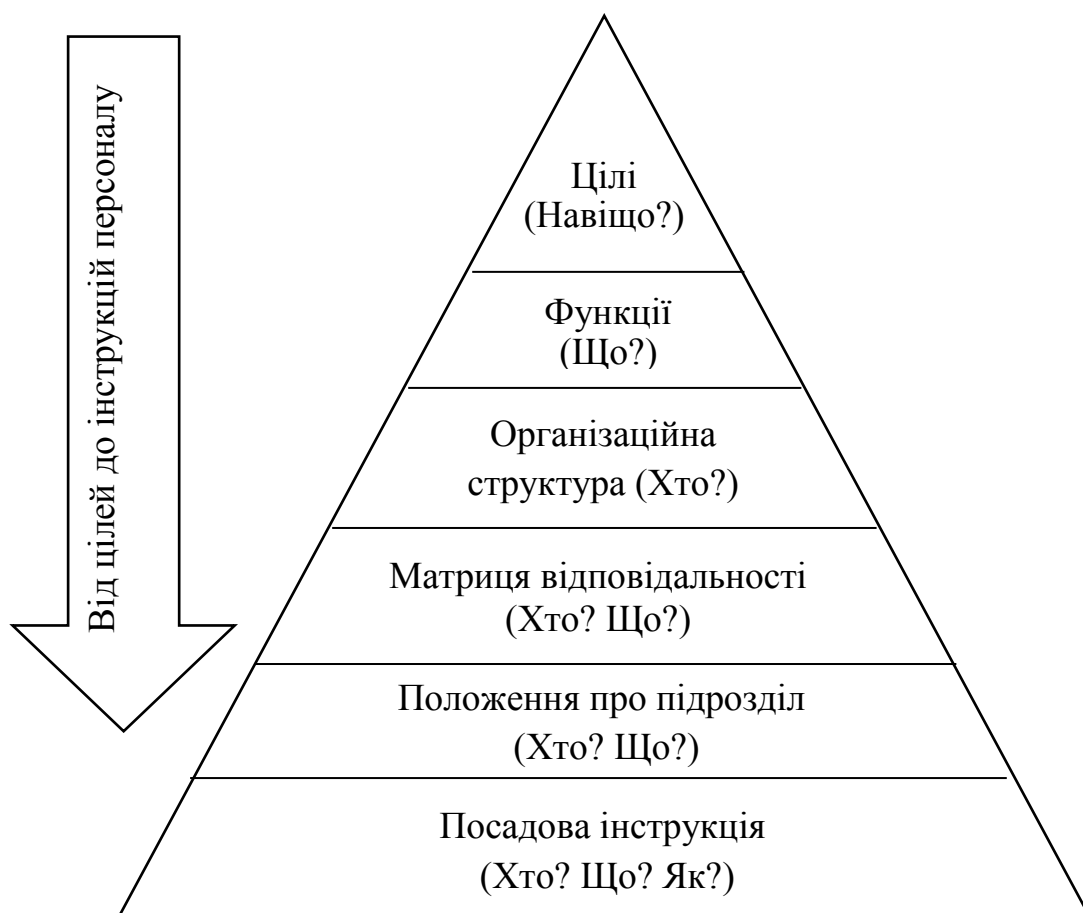 Від цілей до інструкцій персоналу
Цілі
(Навіщо?)
Функції
(Що?)
Організаційна
структура (Хто?)
Матриця відповідальності
(Хто? Що?)
Положення про підрозділ
(Хто? Що?)
Посадова інструкція
(Хто? Що? Як?)